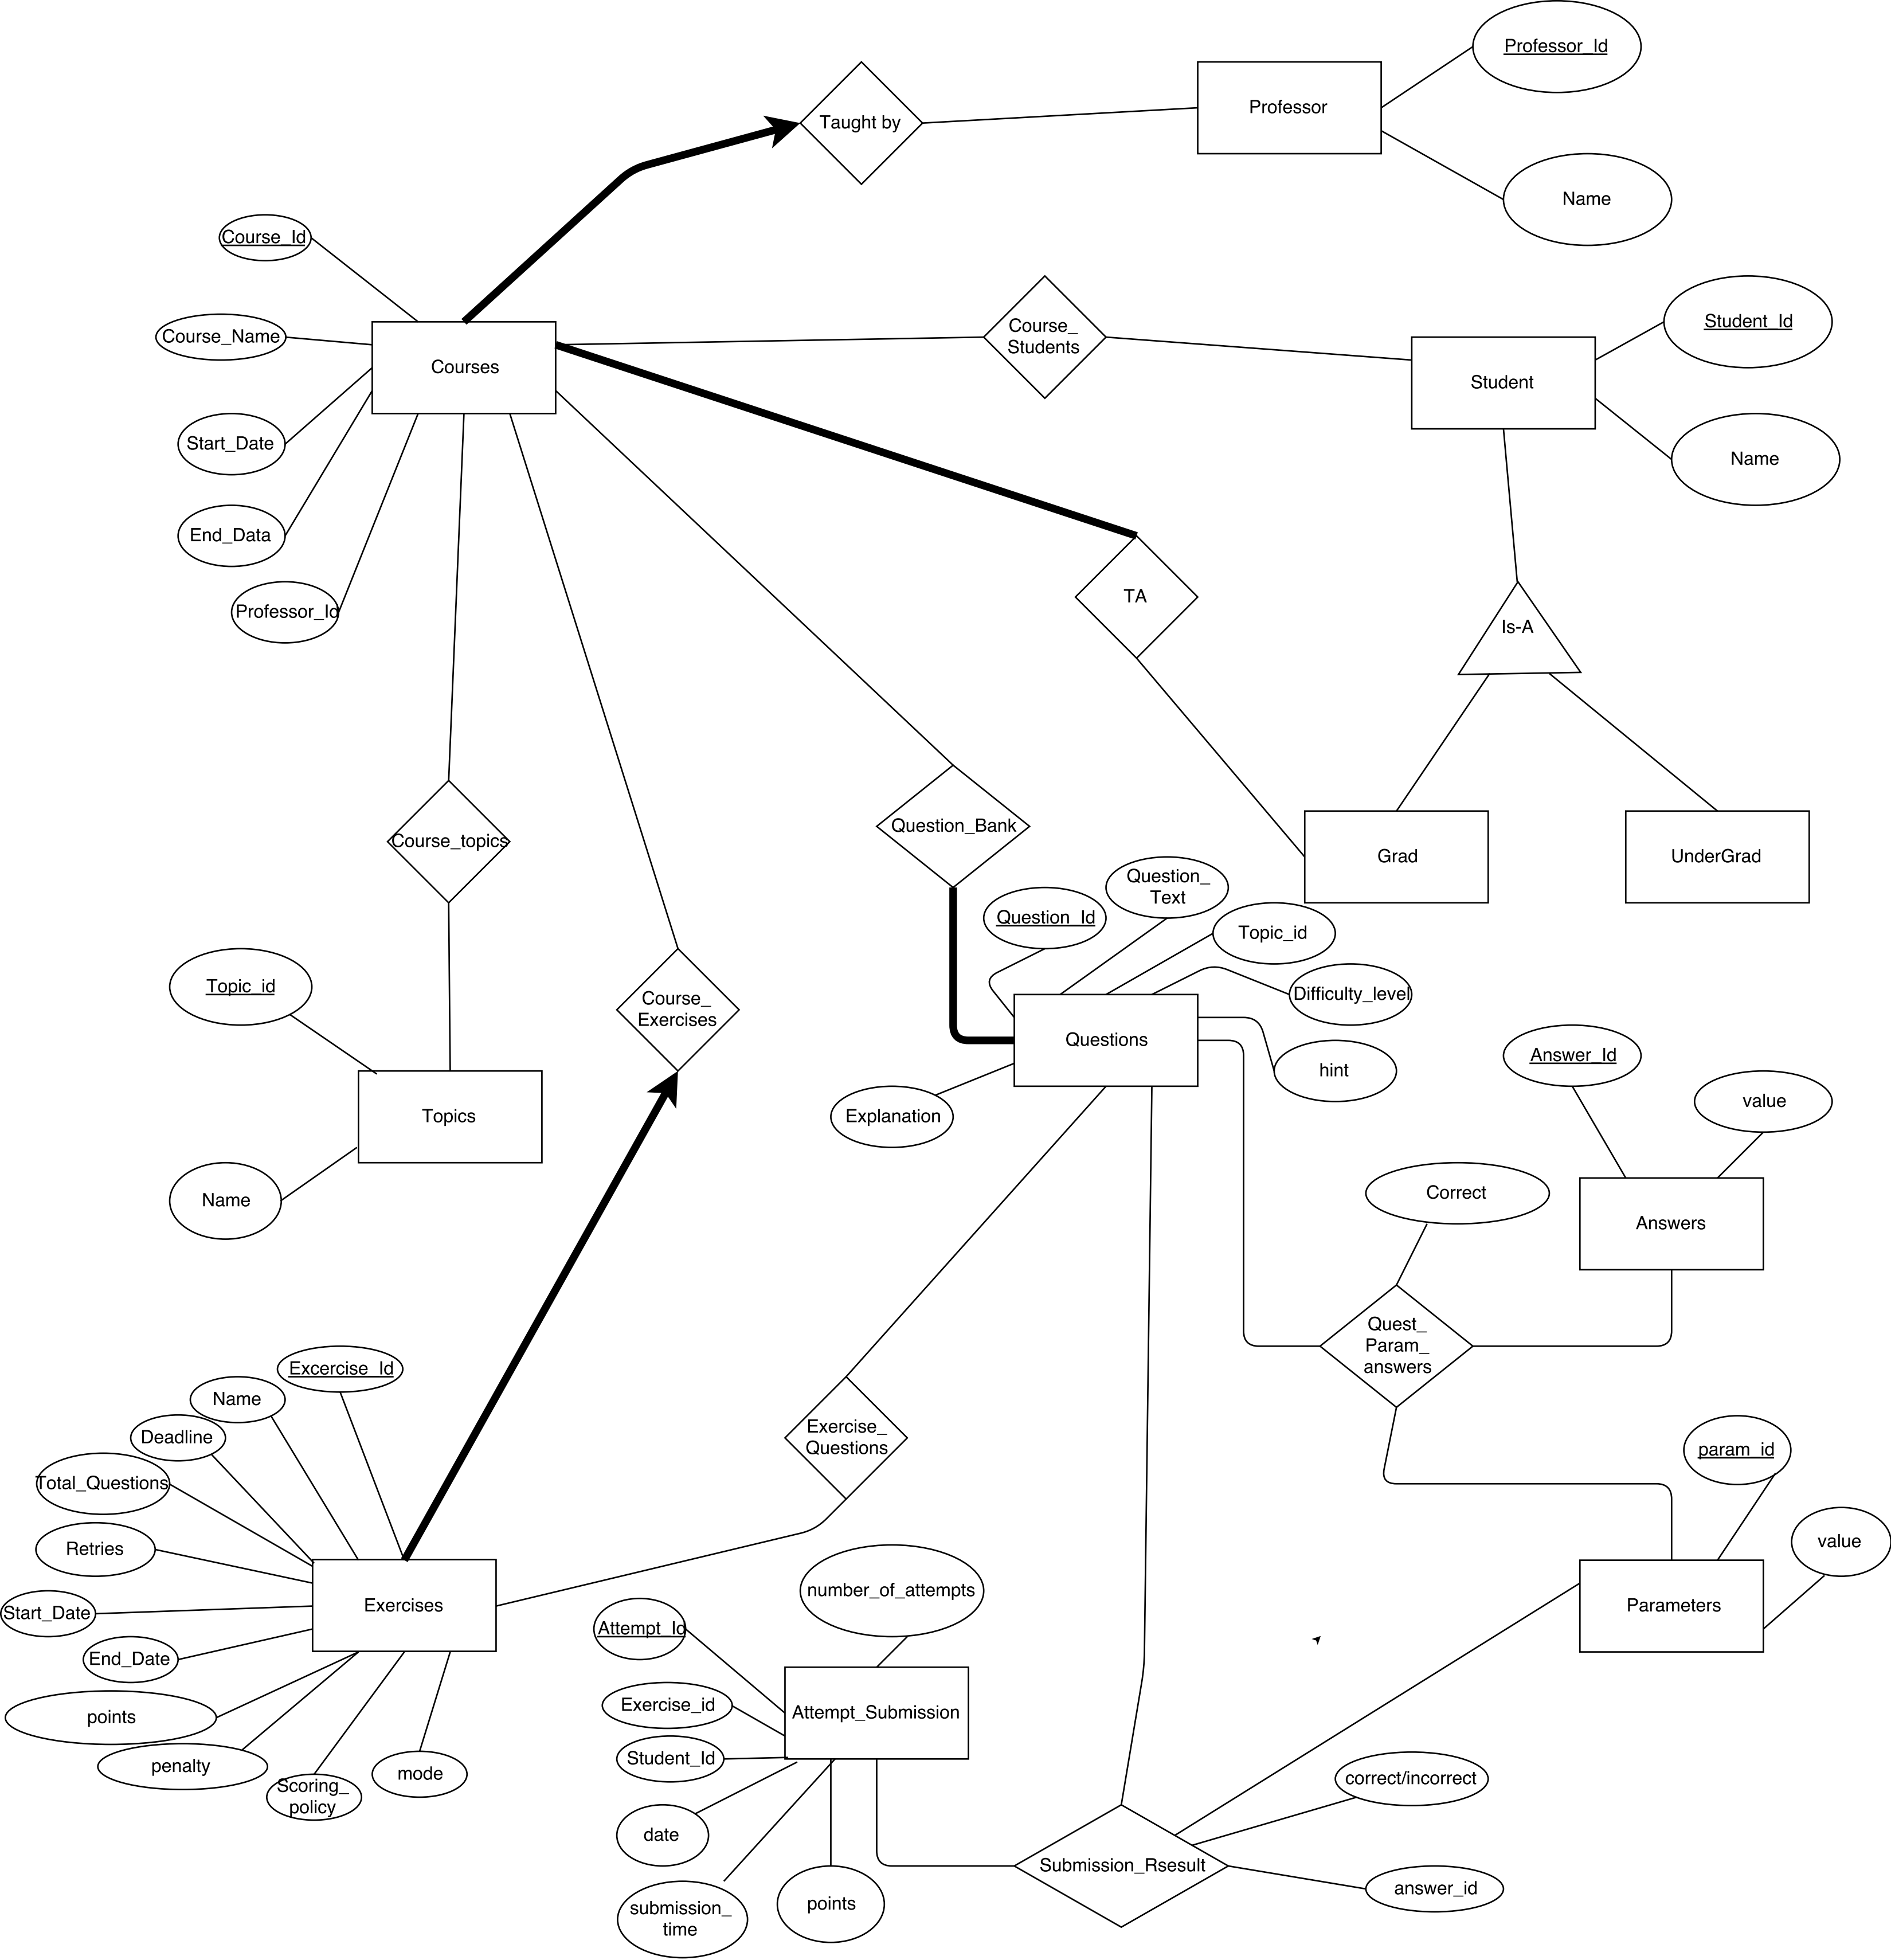 Professor_Id
Taught by
Professor
Name
Course_Id
Course_Name
Courses
Course_
Students
Student_Id
Student
Name
Start_Date
End_Data
Professor_Id
TA
Is-A
Course_topics
Question_Bank
Grad
UnderGrad
Question_
Text
Question_Id
Topic_id
Difficulty_level
Topic_id
Course_
Exercises
Questions
hint
Answer_Id
value
Explanation
Topics
Name
Correct
Answers
Quest_
Param_
answers
Excercise_Id
Name
Deadline
Total_Questions
Retries
Start_Date
End_Date
Exercises
points
penalty
Scoring_
policy
mode
Exercise_
Questions
param_id
value
Parameters
number_of_attempts
Attempt_Id
Exercise_id
Attempt_Submission
Student_Id
date
submission_
time
points
Submission_Rsesult
correct/incorrect
answer_id